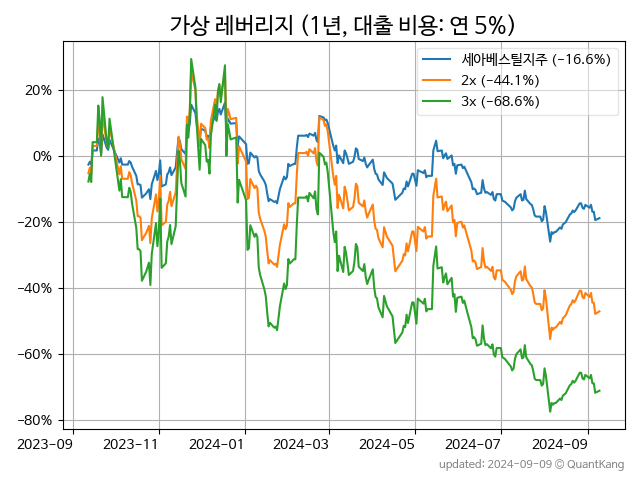 가상 레버리지 (1년, 대출 비용: 연 5%)
세아베스틸지주 (−16.6%)
2x (−44.1%)
3x (−68.6%)
20%
0%
−20%
−40%
−60%
−80%
2023-09
2023-11
2024-01
2024-03
2024-05
2024-07
2024-09
updated: 2024-09-09 © QuantKang